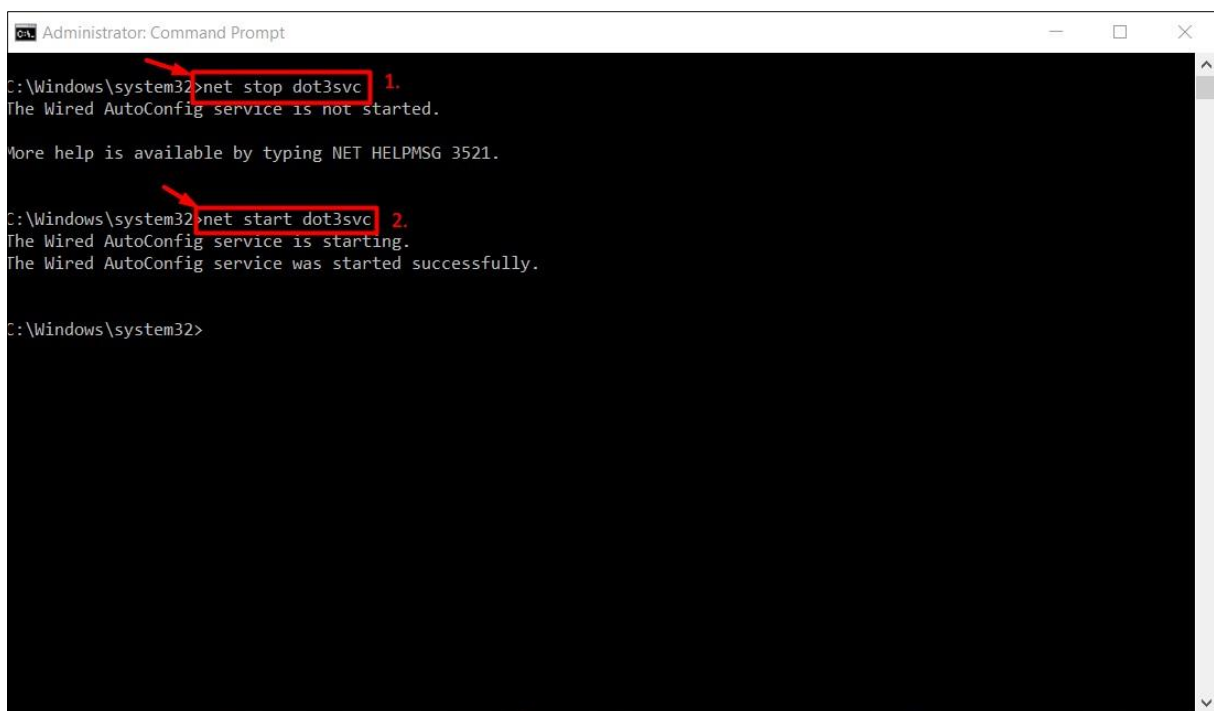 Administrator: Command Prompt
C:\Windows\system32>net stop dot3svc 1.
The Wired AutoConfig service is not started.
More help is available by typing NET HELPMSG 3521.
C:\Windows\system32>net start dot3svc 2.
The Wired AutoConfig service is starting.
The Wired AutoConfig service was started successfully.
C:\Windows\system32>